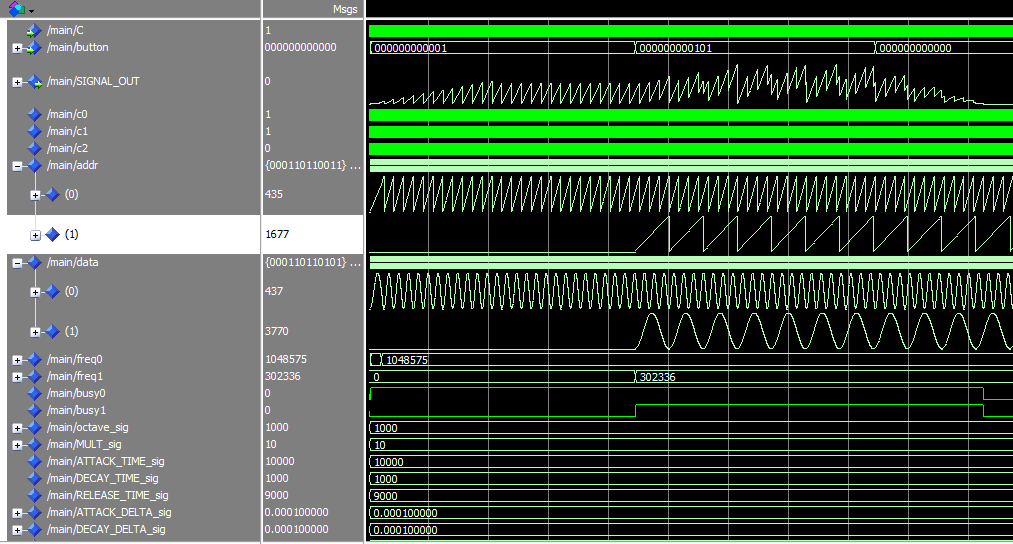 Msgs
/main/C 1
/main/button 000000000000 000000000001 000000000101 000000000000
/main/SIGNAL_OUT 0
/main/c0 1
/main/c1 1
/main/c2 0
/main/addr {000110110011} ...
(0) 435
(1) 1677
/main/data {000110110101} ...
(0) 437
(1) 3770
/main/freq0 1048575 1048575
/main/freq1 302336 0 302336
/main/busy0 0
/main/busy1 0
/main/octave_sig 1000 1000
/main/MULT_sig 10 10
/main/ATTACK_TIME_sig 10000 10000
/main/DECAY_TIME_sig 1000 1000
/main/RELEASE_TIME_sig 9000 9000
/main/ATTACK_DELTA_sig 0.000100000 0.000100000
/main/DECAY_DELTA_sig 0.000100000 0.000100000